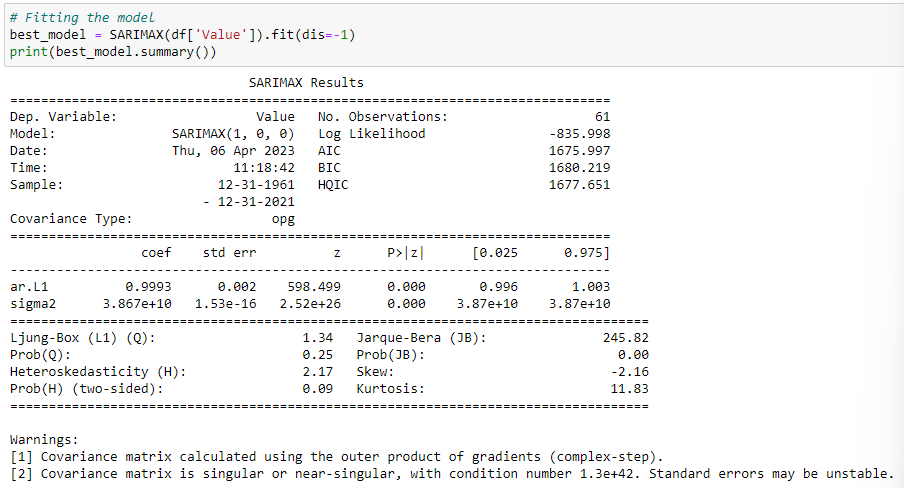 # Fitting the model
best_model = SARIMAX(df['Value']).fit(dis=-1)
print(best_model.summary())
SARIMAX Results
==============================================================================
Dep. Variable: Value No. Observations: 61
Model: SARIMAX(1, 0, 0) Log Likelihood -835.998
Date: Thu, 06 Apr 2023 AIC 1675.997
Time: 11:18:42 BIC 1680.219
Sample: 12-31-1961 HQIC 1677.651
- 12-31-2021
Covariance Type: opg
==============================================================================
coef std err z P>|z| [0.025 0.975]
------------------------------------------------------------------------------
ar.L1 0.9993 0.002 598.499 0.000 0.996 1.003
sigma2 3.867e+10 1.53e-16 2.52e+26 0.000 3.87e+10 3.87e+10
===================================================================================
Ljung-Box (L1) (Q): 1.34 Jarque-Bera (JB): 245.82
Prob(Q): 0.25 Prob(JB): 0.00
Heteroskedasticity (H): 2.17 Skew: -2.16
Prob(H) (two-sided): 0.09 Kurtosis: 11.83
===================================================================================
Warnings:
[1] Covariance matrix calculated using the outer product of gradients (complex-step).
[2] Covariance matrix is singular or near-singular, with condition number 1.3e+42. Standard errors may be unstable.